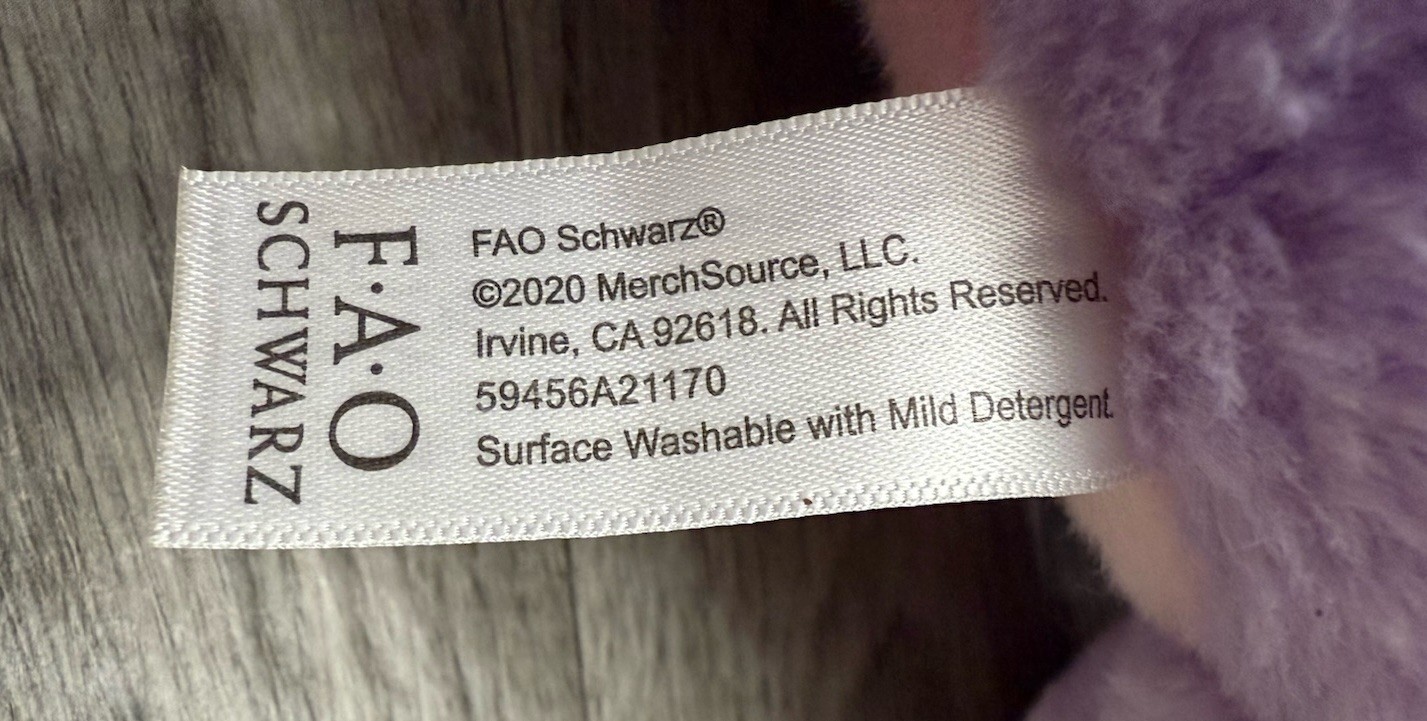 F·A·O
SCHWARZ
FAO Schwarz®
©2020 MerchSource, LLC.
Irvine, CA 92618. All Rights Reserved.
59456A21170
Surface Washable with Mild Detergent.